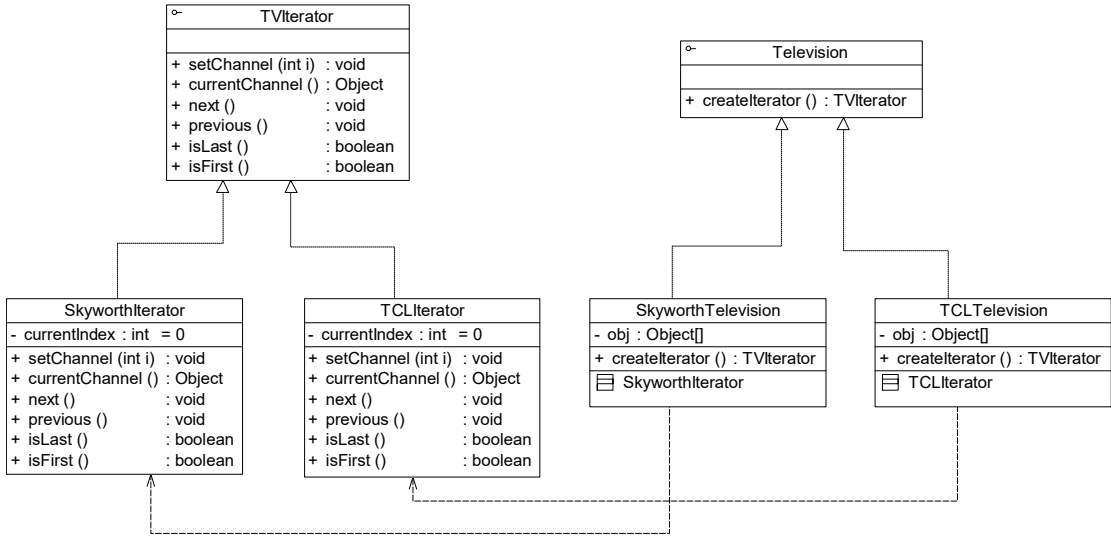 TVIterator
+ setChannel (int i) : void
+ currentChannel () : Object
+ next () : void
+ previous () : void
+ isLast () : boolean
+ isFirst () : boolean
Television
+ createIterator () : TVIterator
SkyworthIterator
- currentIndex : int = 0
+ setChannel (int i) : void
+ currentChannel () : Object
+ next () : void
+ previous () : void
+ isLast () : boolean
+ isFirst () : boolean
TCLIterator
- currentIndex : int = 0
+ setChannel (int i) : void
+ currentChannel () : Object
+ next () : void
+ previous () : void
+ isLast () : boolean
+ isFirst () : boolean
SkyworthTelevision
- obj : Object[]
+ createIterator () : TVIterator
SkyworthIterator
TCLTelevision
- obj : Object[]
+ createIterator () : TVIterator
TCLIterator